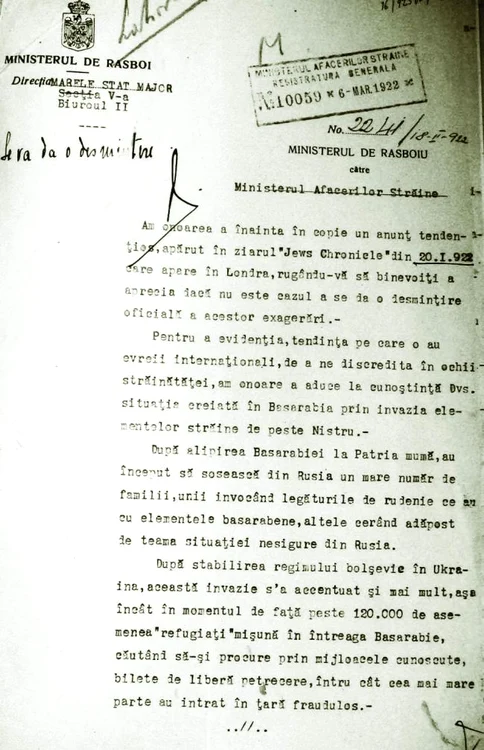 MINISTERUL DE RASBOI
Direcția MARELE STAT MAJOR
Secția V-a
Biuroul II
MINISTERUL AFACERILOR STRĂINE
REGISTRATURA GENERALA
Nº 10059 * 6-MAR.1922 *
No. 2241/18-II-922
MINISTERUL DE RASBOIU
către
Ministerul Afacerilor Străine
Se va da o desmințire
Am onoarea a înainta în copie un anunț tenden-
țios,apărut în ziarul"Jews Chronicle"din 20.I.922
care apare în Londra,rugându-vă să binevoiți a
aprecia dacă nu este cazul a se da o desmințire
oficială a acestor exagerări.-
Pentru a evidenția,tendința pe care o au
evreii internaționali,de a ne discredita în ochii
străinătăței,am onoare a aduce la cunoștință Dvs.
situația creiată în Basarabia prin invazia ele-
mentelor străine de peste Nistru.-
După alipirea Basarabiei la Patria mumă,au
început să sosească din Rusia un mare număr de
familii,unii invocând legăturile de rudenie ce au
cu elementele basarabene,altele cerând adăpost
de teama situației nesigure din Rusia.
După stabilirea regimului bolșevic în Ukra-
ina,această invazie s'a accentuat și mai mult,așa
încât în momentul de față peste 120.000 de ase-
menea"refugiați"mișună în întreaga Basarabie,
căutând să-și procure prin mijloacele cunoscute,
bilete de liberă petrecere,întru cât cea mai mare
parte au intrat în țară fraudulos.-
..//..